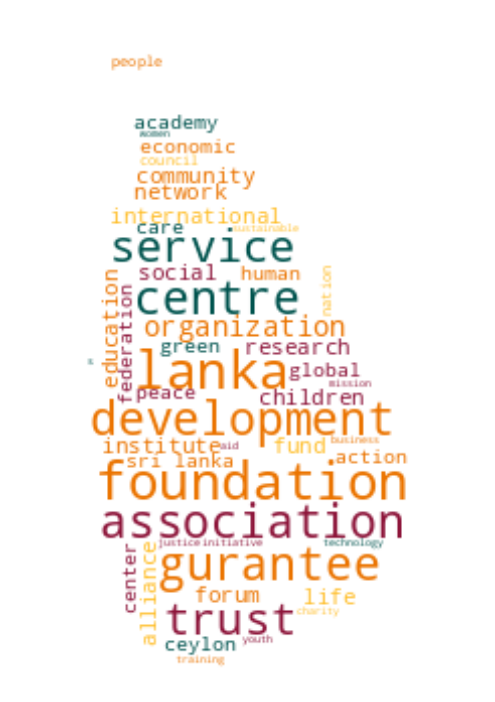 people
academy
women
economic
council
community
network
international
care
sustainable
service
social
human
nation
education
federation
centre
organization
green
research
lanka
global
mission
peace
children
development
institute
aid
fund
business
sri lanka
action
foundation
association
justice
initiative
technology
center
alliance
gurantee
forum
life
charity
trust
youth
ceylon
training